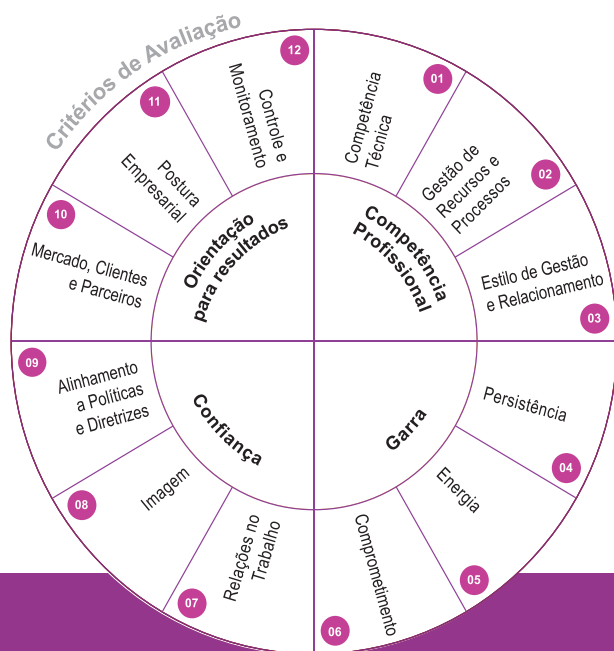 Critérios de Avaliação
01
Competência
Técnica
02
Gestão de
Recursos e
Processos
03
Estilo de Gestão
e Relacionamento
Competência
Profissional
04
Persistência
05
Energia
06
Comprometimento
Garra
07
Relações no
Trabalho
08
Imagem
09
Alinhamento
a Políticas
e Diretrizes
Confiança
10
Mercado, Clientes
e Parceiros
11
Postura
Empresarial
12
Controle e
Monitoramento
Orientação
para resultados